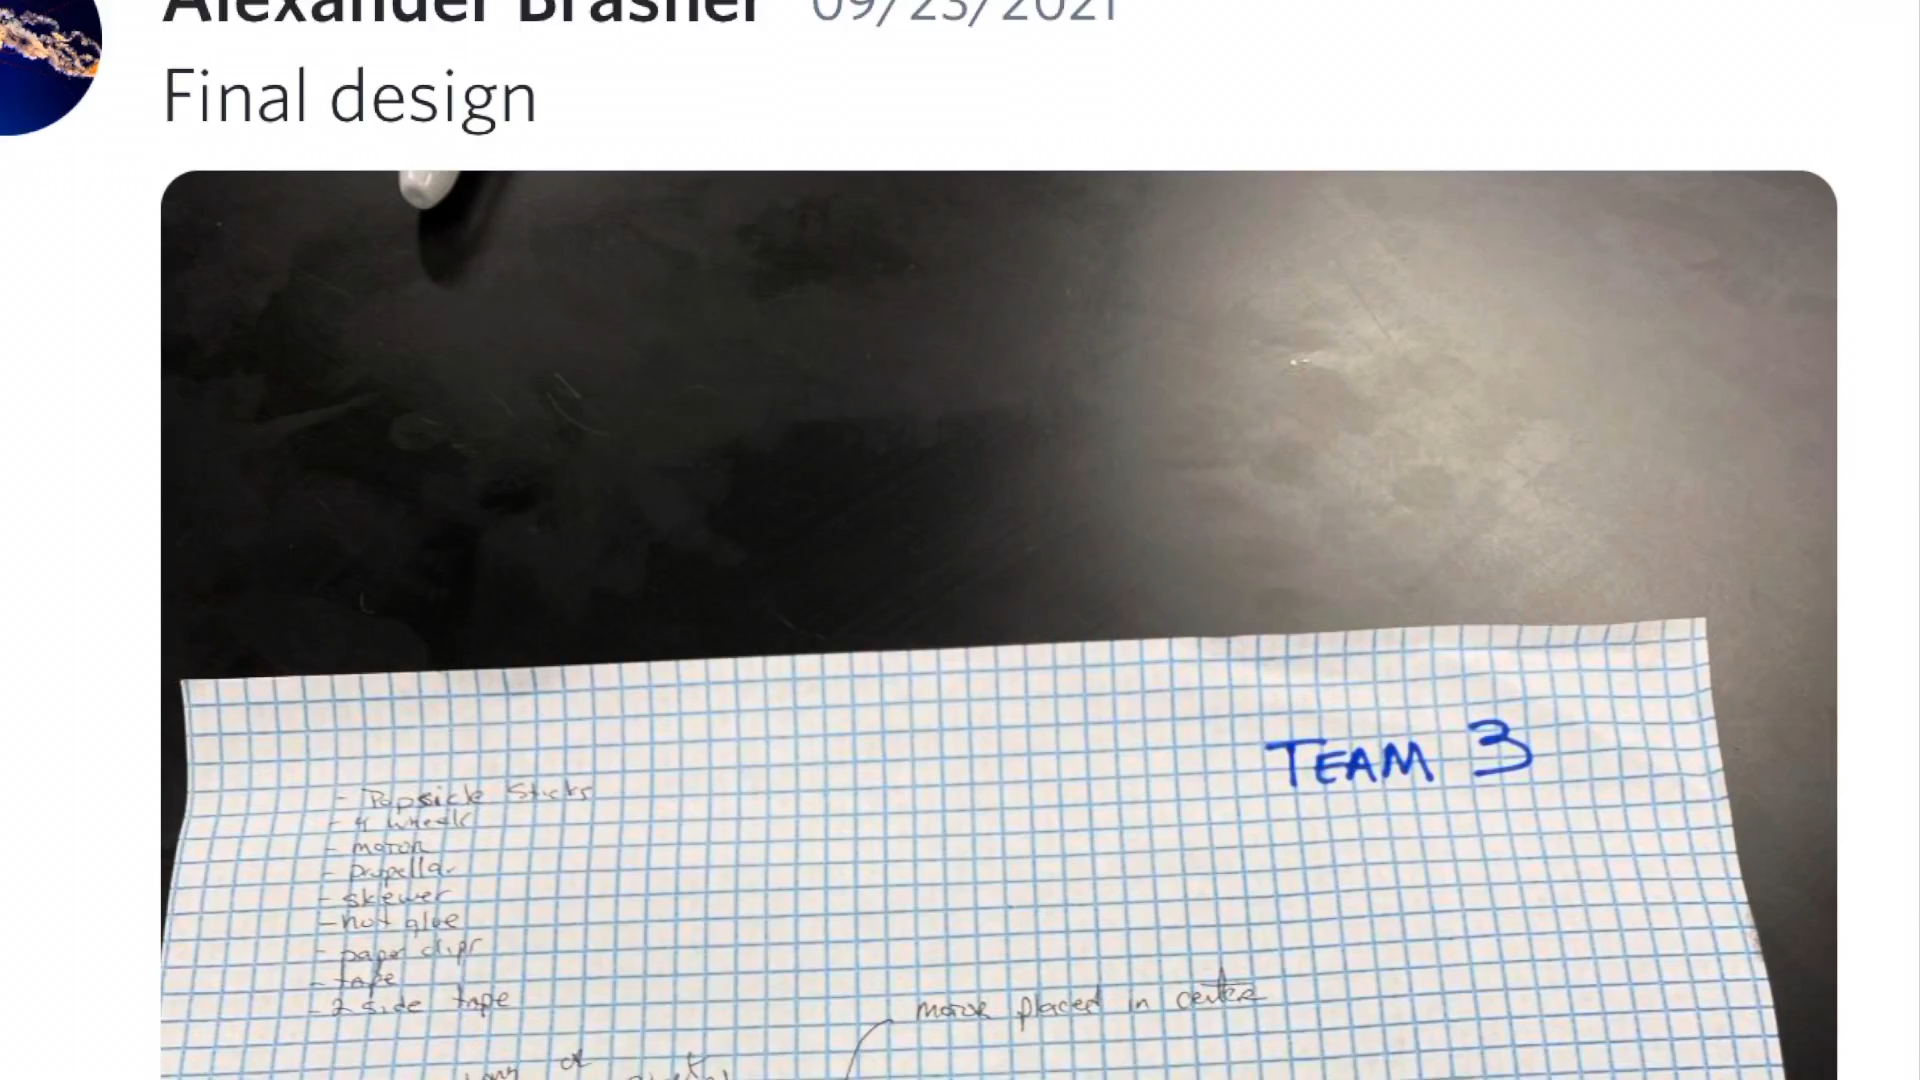 Alexander Brasher 09/23/2021
Final design
TEAM 3
- Popsicle Sticks
- 4 wheels
- motor
- propellar
- skewer
- hot glue
- paper clips
- tape
- 2 side tape
motor placed in center
of